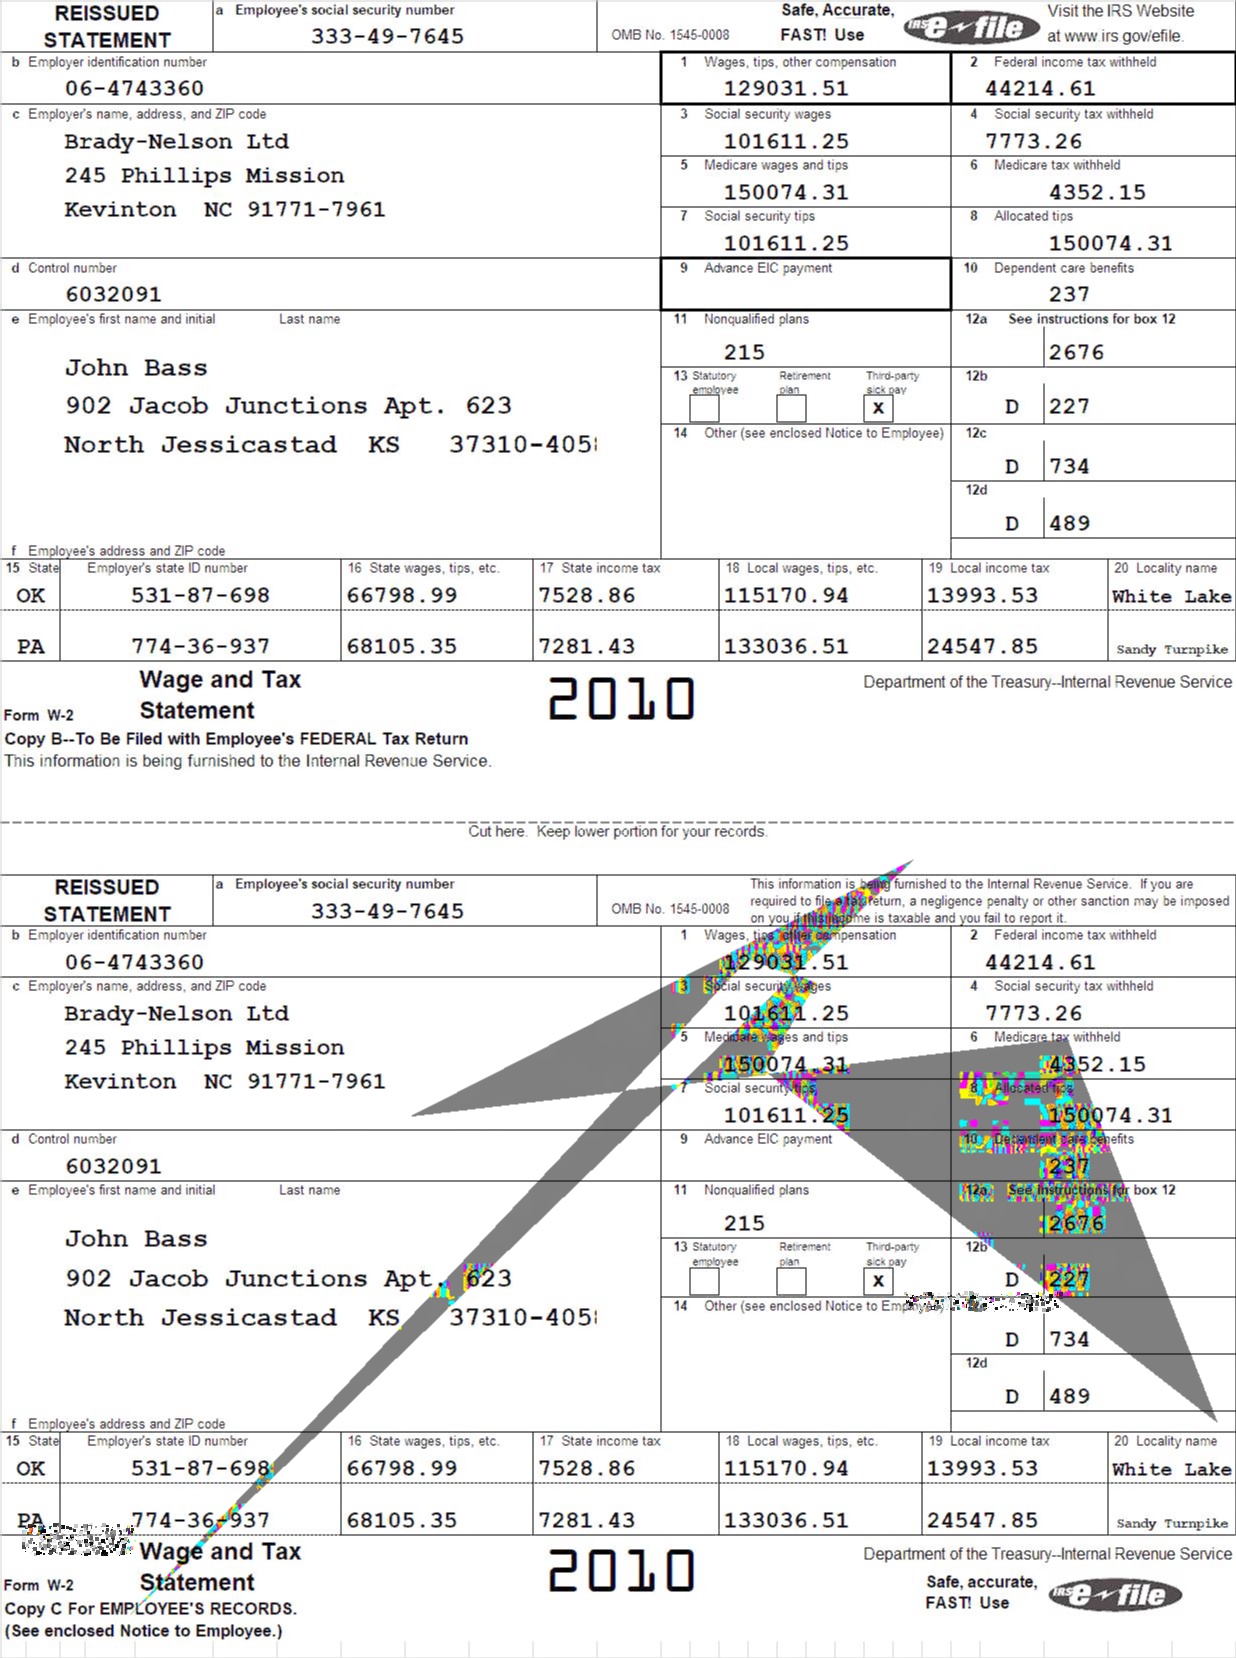 REISSUED STATEMENT
a Employee's social security number
333-49-7645
OMB No. 1545-0008
Safe, Accurate, FAST! Use
IRS e-file
Visit the IRS Website at www.irs gov/efile.
b Employer identification number
06-4743360
1 Wages, tips, other compensation
129031.51
2 Federal income tax withheld
44214.61
c Employer's name, address, and ZIP code
Brady-Nelson Ltd
245 Phillips Mission
Kevinton NC 91771-7961
3 Social security wages
101611.25
4 Social security tax withheld
7773.26
5 Medicare wages and tips
150074.31
6 Medicare tax withheld
4352.15
7 Social security tips
101611.25
8 Allocated tips
150074.31
d Control number
6032091
9 Advance EIC payment
10 Dependent care benefits
237
e Employee's first name and initial Last name
John Bass
902 Jacob Junctions Apt. 623
North Jessicastad KS 37310-405
11 Nonqualified plans
215
12a See instructions for box 12
2676
13 Statutory employee
Retirement plan
Third-party sick pay
X
12b
D 227
14 Other (see enclosed Notice to Employee)
12c
D 734
12d
D 489
f Employee's address and ZIP code
15 State Employer's state ID number 16 State wages, tips, etc. 17 State income tax 18 Local wages, tips, etc. 19 Local income tax 20 Locality name
OK 531-87-698 66798.99 7528.86 115170.94 13993.53 White Lake
PA 774-36-937 68105.35 7281.43 133036.51 24547.85 Sandy Turnpike
Form W-2 Wage and Tax Statement
2010
Department of the Treasury--Internal Revenue Service
Copy B--To Be Filed with Employee's FEDERAL Tax Return
This information is being furnished to the Internal Revenue Service.
Cut here. Keep lower portion for your records.
REISSUED STATEMENT
a Employee's social security number
333-49-7645
OMB No. 1545-0008
This information is being furnished to the Internal Revenue Service. If you are
required to file a tax return, a negligence penalty or other sanction may be imposed
on you if this income is taxable and you fail to report it.
b Employer identification number
06-4743360
1 Wages, tips, other compensation
129031.51
2 Federal income tax withheld
44214.61
c Employer's name, address, and ZIP code
Brady-Nelson Ltd
245 Phillips Mission
Kevinton NC 91771-7961
3 Social security wages
101611.25
4 Social security tax withheld
7773.26
5 Medicare wages and tips
150074.31
6 Medicare tax withheld
4352.15
7 Social security tips
101611.25
8 Allocated tips
150074.31
d Control number
6032091
9 Advance EIC payment
10 Dependent care benefits
237
e Employee's first name and initial Last name
John Bass
902 Jacob Junctions Apt. 623
North Jessicastad KS 37310-405
11 Nonqualified plans
215
12a See instructions for box 12
2676
13 Statutory employee
Retirement plan
Third-party sick pay
X
12b
D 227
14 Other (see enclosed Notice to Employee)
D 734
12d
D 489
f Employee's address and ZIP code
15 State Employer's state ID number 16 State wages, tips, etc. 17 State income tax 18 Local wages, tips, etc. 19 Local income tax 20 Locality name
OK 531-87-698 66798.99 7528.86 115170.94 13993.53 White Lake
PA 774-36-937 68105.35 7281.43 133036.51 24547.85 Sandy Turnpike
Form W-2 Wage and Tax Statement
2010
Department of the Treasury--Internal Revenue Service
Safe, accurate, FAST! Use
IRS e-file
Copy C For EMPLOYEE'S RECORDS.
(See enclosed Notice to Employee.)